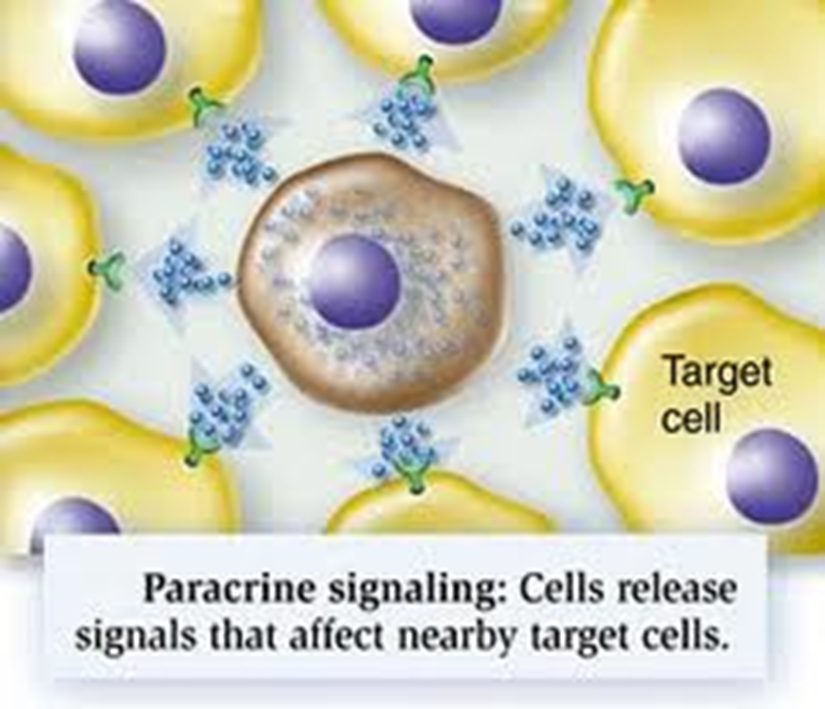 Target
cell
Paracrine signaling: Cells release
signals that affect nearby target cells.